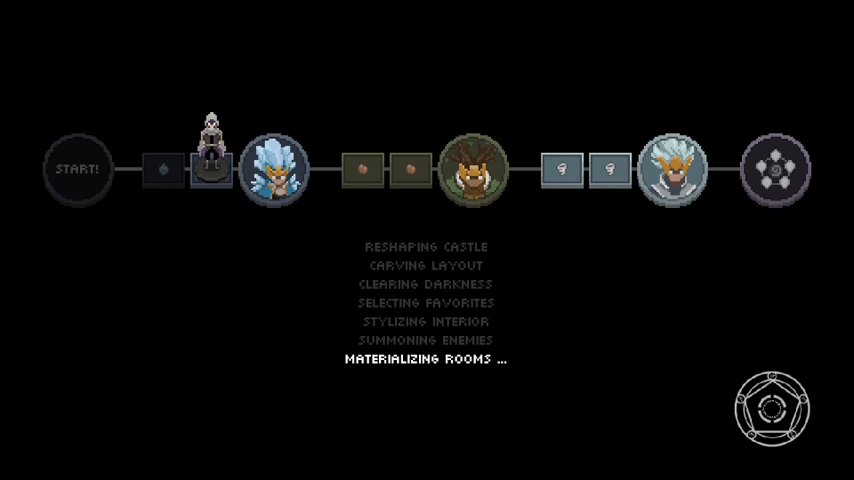 START!
RESHAPING CASTLE
CARVING LAYOUT
CLEARING DARKNESS
SELECTING FAVORITES
STYLIZING INTERIOR
SUMMONING ENEMIES
MATERIALIZING ROOMS ...